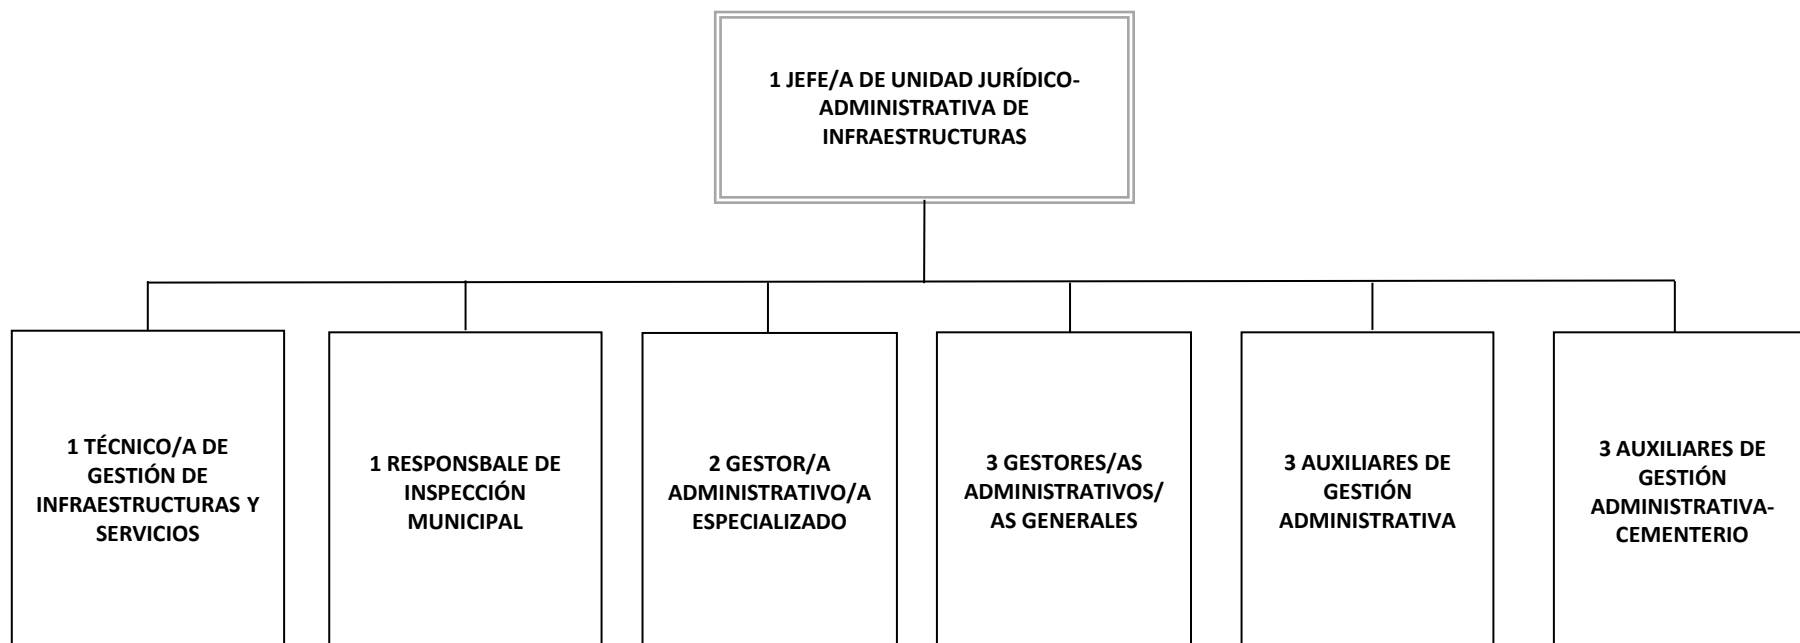 1 JEFE/A DE UNIDAD JURÍDICO-
ADMINISTRATIVA DE
INFRAESTRUCTURAS
1 TÉCNICO/A DE
GESTIÓN DE
INFRAESTRUCTURAS Y
SERVICIOS
1 RESPONSBALE DE
INSPECCIÓN
MUNICIPAL
2 GESTOR/A
ADMINISTRATIVO/A
ESPECIALIZADO
3 GESTORES/AS
ADMINISTRATIVOS/
AS GENERALES
3 AUXILIARES DE
GESTIÓN
ADMINISTRATIVA
3 AUXILIARES DE
GESTIÓN
ADMINISTRATIVA-
CEMENTERIO